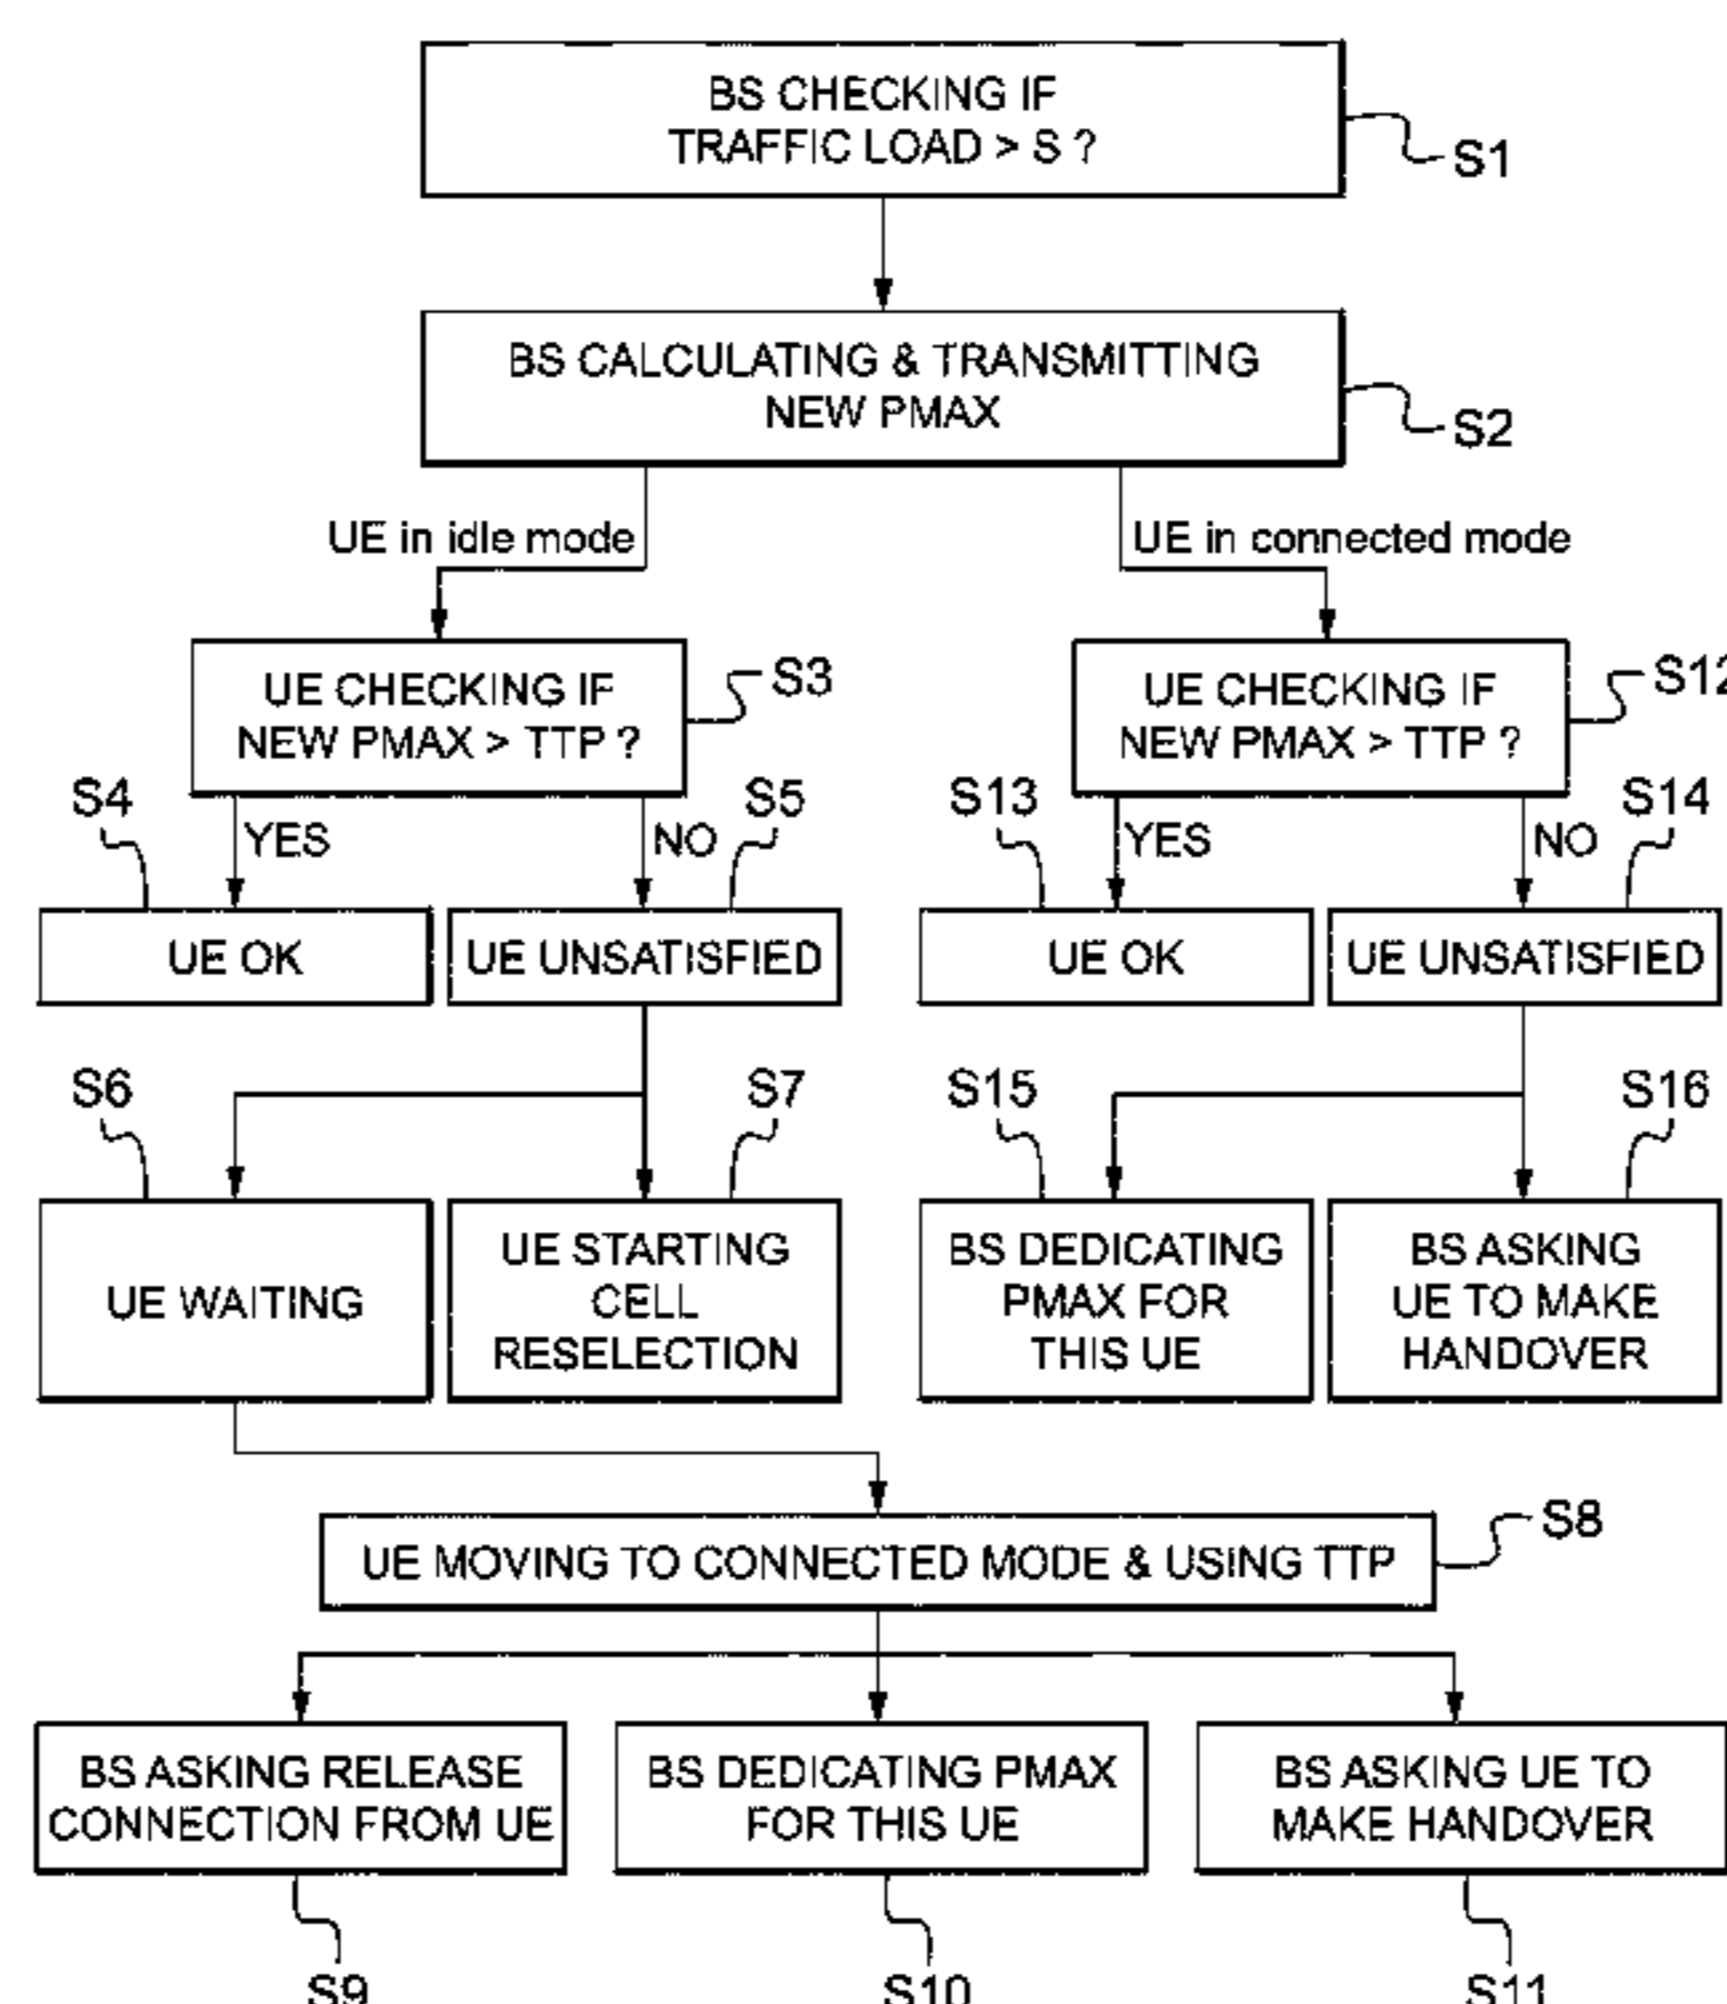 BS CHECKING IF
TRAFFIC LOAD > S ?
S1
BS CALCULATING & TRANSMITTING
NEW PMAX
S2
UE in idle mode
UE in connected mode
UE CHECKING IF
NEW PMAX > TTP ?
S3
UE CHECKING IF
NEW PMAX > TTP ?
S12
S4
YES
NO
S5
S13
YES
NO
S14
UE OK
UE UNSATISFIED
UE OK
UE UNSATISFIED
S6
S7
S15
S16
UE WAITING
UE STARTING
CELL
RESELECTION
BS DEDICATING
PMAX FOR
THIS UE
BS ASKING
UE TO MAKE
HANDOVER
UE MOVING TO CONNECTED MODE & USING TTP
S8
BS ASKING RELEASE
CONNECTION FROM UE
BS DEDICATING PMAX
FOR THIS UE
BS ASKING UE TO
MAKE HANDOVER
S9
S10
S11